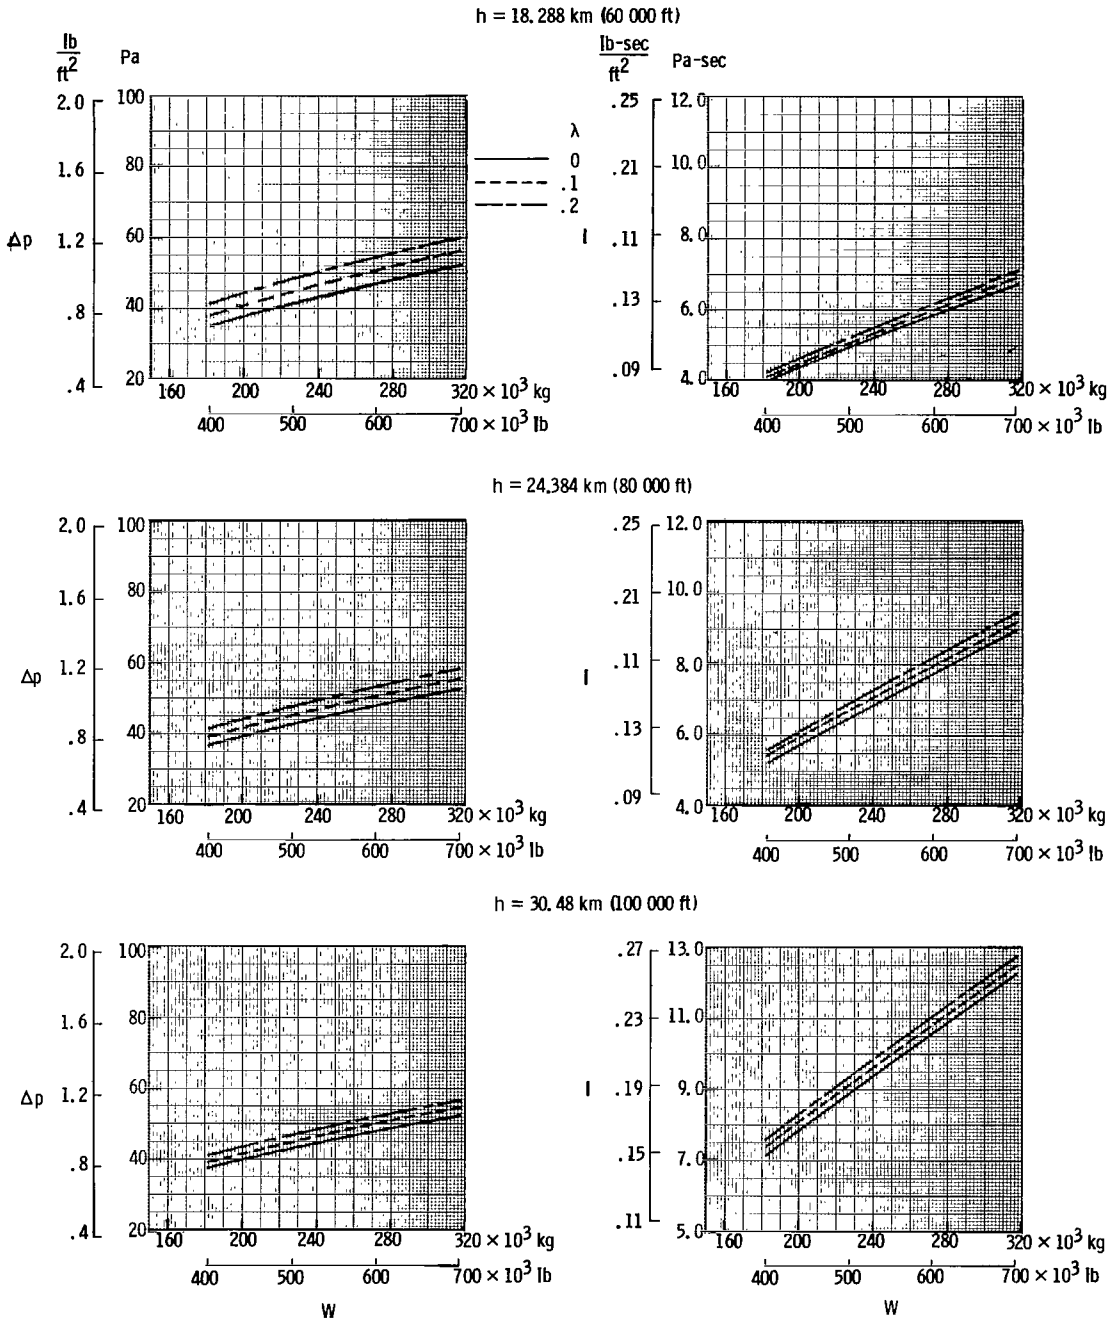 h = 18.288 km (60 000 ft)
lb/ft² Pa
lb-sec/ft² Pa-sec
2.0 100
1.6 80
Δp 1.2 60
.8 40
.4 20
160 200 240 280 320 × 10³ kg
400 500 600 700 × 10³ lb
λ
0
.1
.2
.25 12.0
.21 10.0
I .11 8.0
.13 6.0
.09 4.0
160 200 240 280 320 × 10³ kg
400 500 600 700 × 10³ lb
h = 24.384 km (80 000 ft)
2.0 100
1.6 80
Δp 1.2 60
.8 40
.4 20
160 200 240 280 320 × 10³ kg
400 500 600 700 × 10³ lb
.25 12.0
.21 10.0
I .11 8.0
.13 6.0
.09 4.0
160 200 240 280 320 × 10³ kg
400 500 600 700 × 10³ lb
h = 30.48 km (100 000 ft)
2.0 100
1.6 80
Δp 1.2 60
.8 40
.4 20
160 200 240 280 320 × 10³ kg
400 500 600 700 × 10³ lb
W
.27 13.0
.23 11.0
I .19 9.0
.15 7.0
.11 5.0
160 200 240 280 320 × 10³ kg
400 500 600 700 × 10³ lb
W